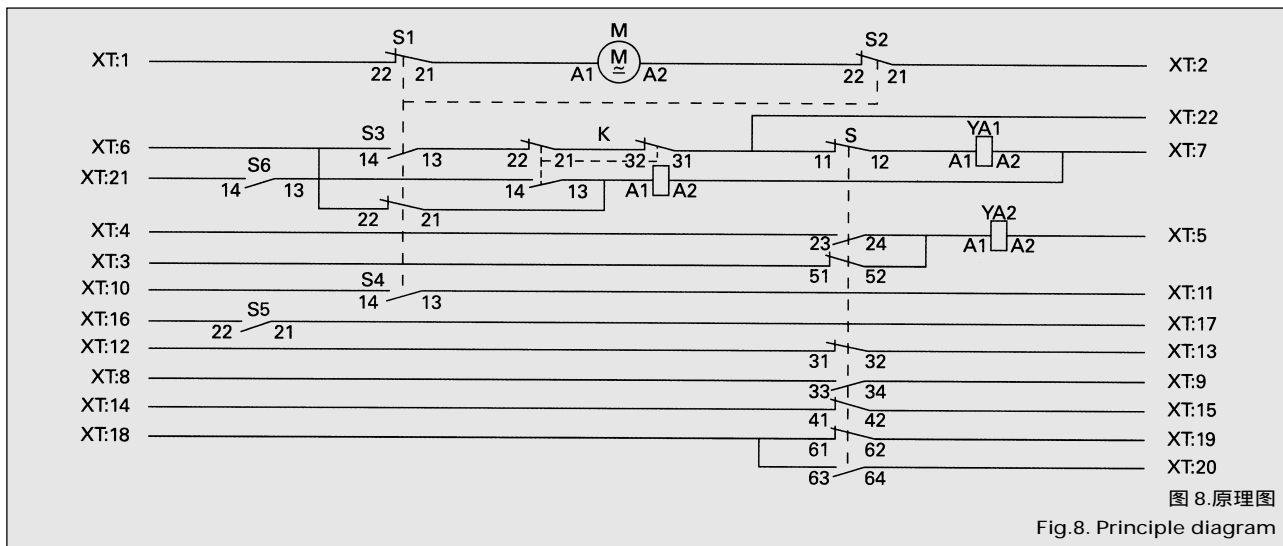 M
S1 S2
XT:1 M XT:2
22 21 A1 A2 22 21
XT:22
S3 K S YA1
XT:6 XT:7
14 13 22 21 32 31 11 12 A1 A2
S6
XT:21
14 13 14 13 A1 A2
22 21
YA2
XT:4 XT:5
23 24 A1 A2
XT:3
51 52
S4
XT:10 XT:11
14 13
S5
XT:16 XT:17
22 21
XT:12 XT:13
31 32
XT:8 XT:9
33 34
XT:14 XT:15
41 42
XT:18 XT:19
61 62
XT:20
63 64
图 8.原理图
Fig.8. Principle diagram